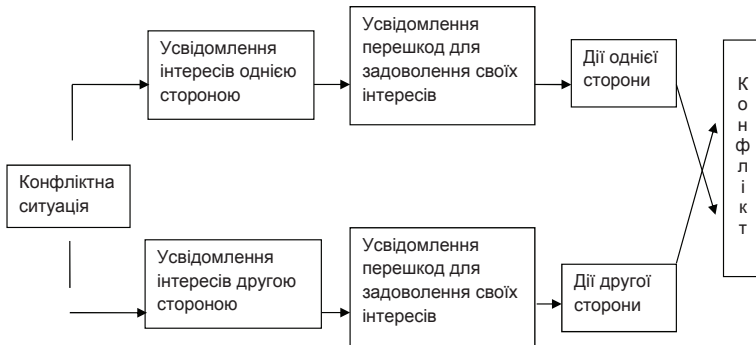 Усвідомлення
інтересів однією
стороною
Усвідомлення
перешкод для
задоволення своїх
інтересів
Дії однієї
сторони
Конфлікт
Конфліктна
ситуація
Усвідомлення
інтересів другою
стороною
Усвідомлення
перешкод для
задоволення своїх
інтересів
Дії другої
сторони